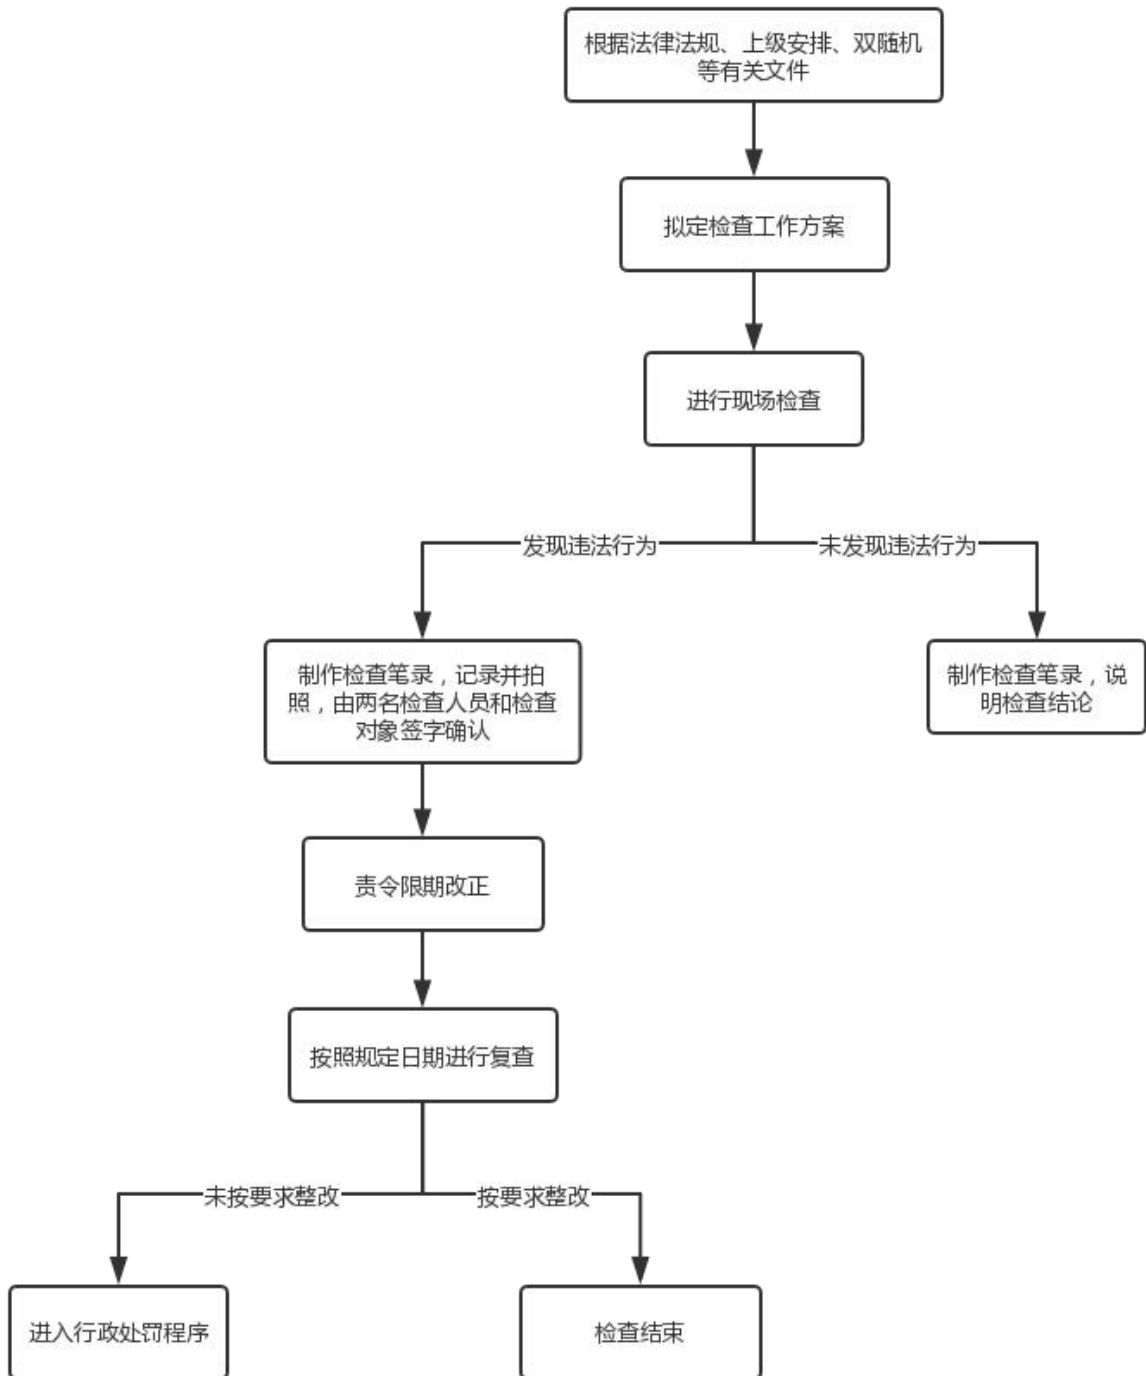 根据法律法规、上级安排、双随机
等有关文件
拟定检查工作方案
进行现场检查
发现违法行为
未发现违法行为
制作检查笔录，记录并拍
照，由两名检查人员和检查
对象签字确认
制作检查笔录，说
明检查结论
责令限期改正
按照规定日期进行复查
未按要求整改
按要求整改
进入行政处罚程序
检查结束